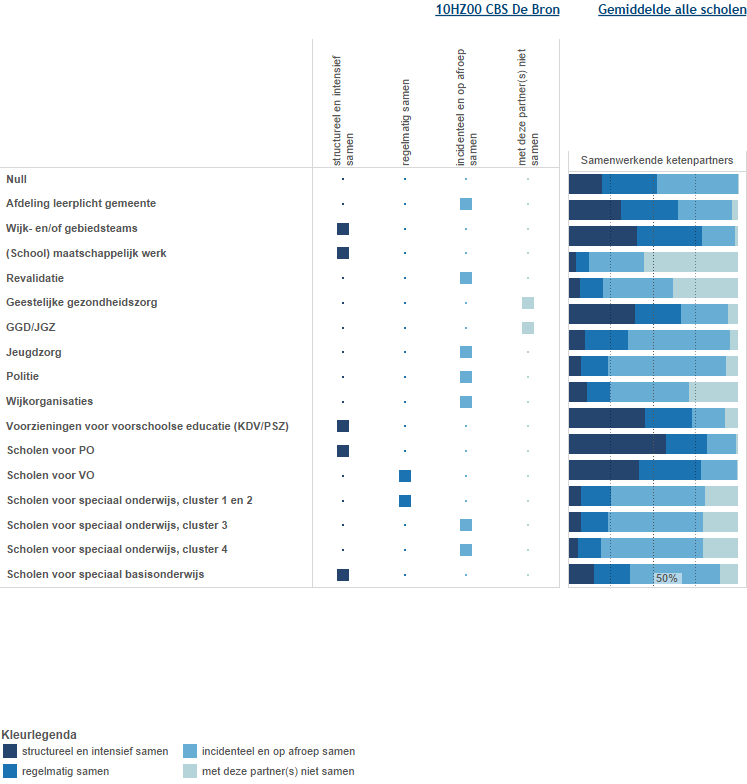 10HZ00 CBS De Bron
Gemiddelde alle scholen
structureel en intensief
samen
regelmatig samen
incidenteel en op afroep
samen
met deze partner(s) niet
samen
Samenwerkende ketenpartners
Null
Afdeling leerplicht gemeente
Wijk- en/of gebiedsteams
(School) maatschappelijk werk
Revalidatie
Geestelijke gezondheidszorg
GGD/JGZ
Jeugdzorg
Politie
Wijkorganisaties
Voorzieningen voor voorschoolse educatie (KDV/PSZ)
Scholen voor PO
Scholen voor VO
Scholen voor speciaal onderwijs, cluster 1 en 2
Scholen voor speciaal onderwijs, cluster 3
Scholen voor speciaal onderwijs, cluster 4
Scholen voor speciaal basisonderwijs
50%
Kleurlegenda
structureel en intensief samen
incidenteel en op afroep samen
regelmatig samen
met deze partner(s) niet samen